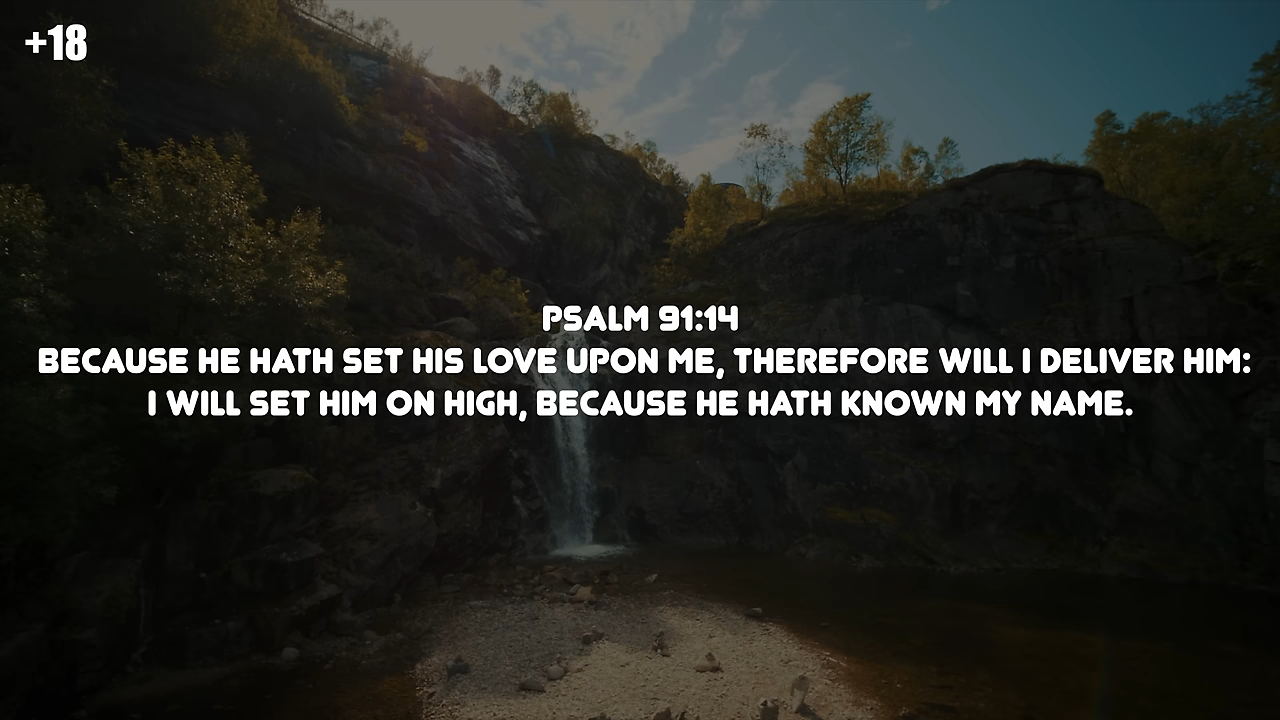 +18
PSALM 91:14
BECAUSE HE HATH SET HIS LOVE UPON ME, THEREFORE WILL I DELIVER HIM:
I WILL SET HIM ON HIGH, BECAUSE HE HATH KNOWN MY NAME.